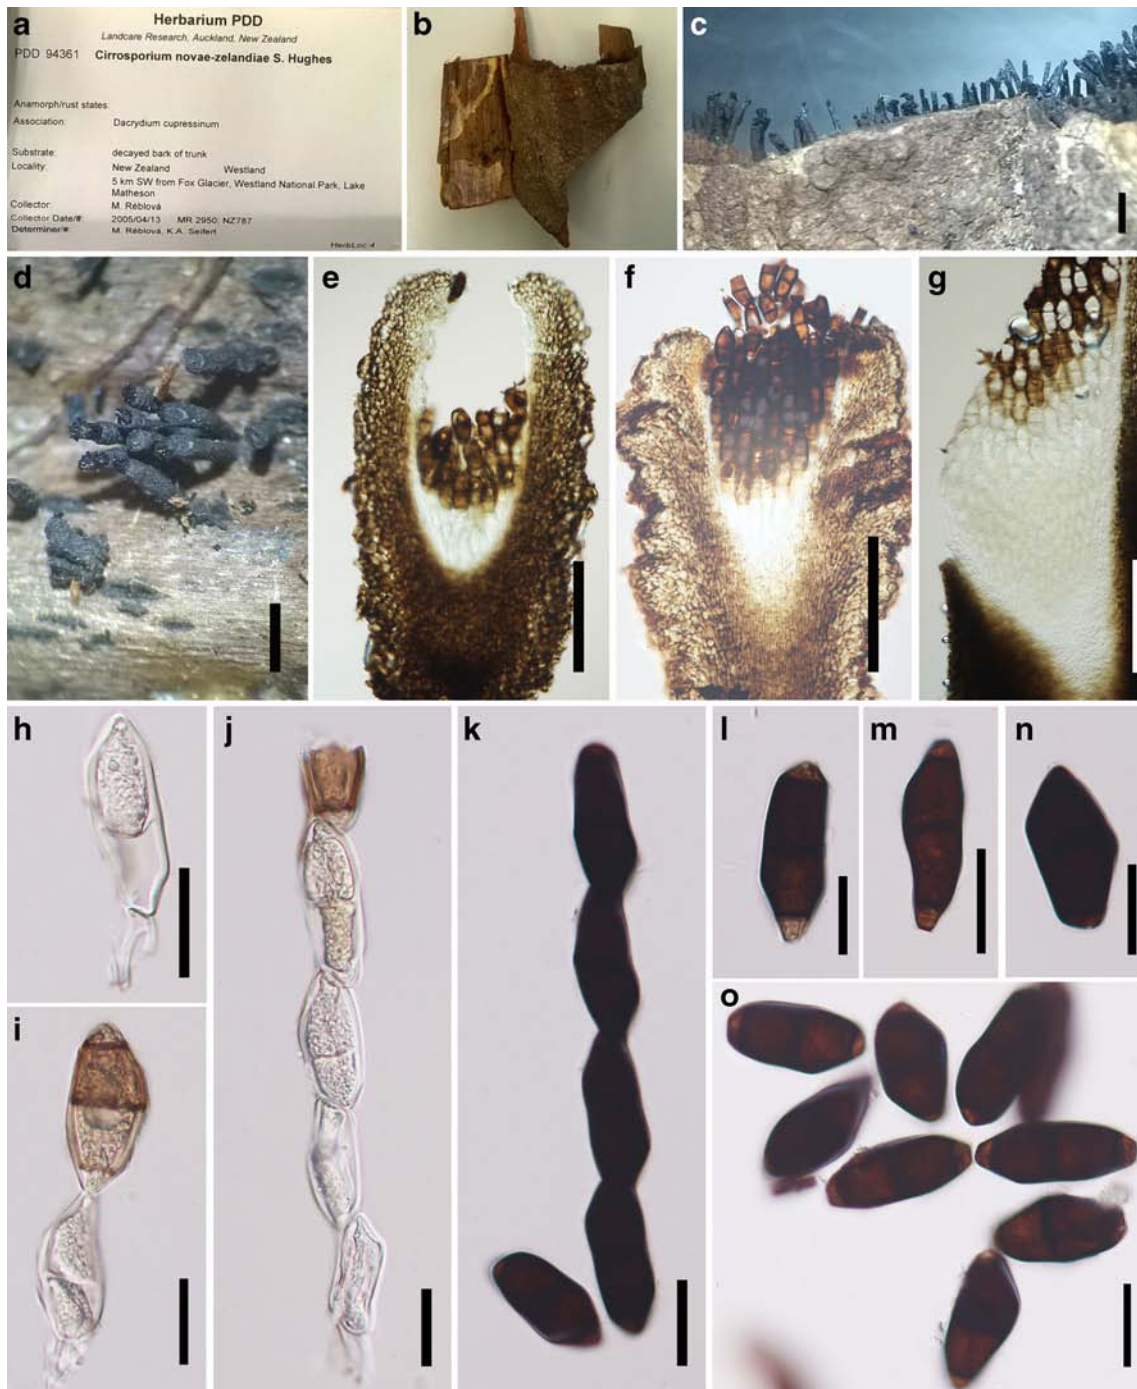 a
Herbarium PDD
Landcare Research, Auckland, New Zealand
PDD 94361 Cirrosporium novae-zelandiae S. Hughes
Anamorph/rust states:
Association: Dacrydium cupressinum
Substrate: decayed bark of trunk
Locality: New Zealand Westland
5 km SW from Fox Glacier, Westland National Park, Lake
Matheson
Collector: M. Réblová
Collector Date/#: 2005/04/13 MR 2950; NZ787
Determiner/#: M. Réblová, K.A. Seifert
HerbLoc-4
b
c
d
e
f
g
h
i
j
k
l
m
n
o